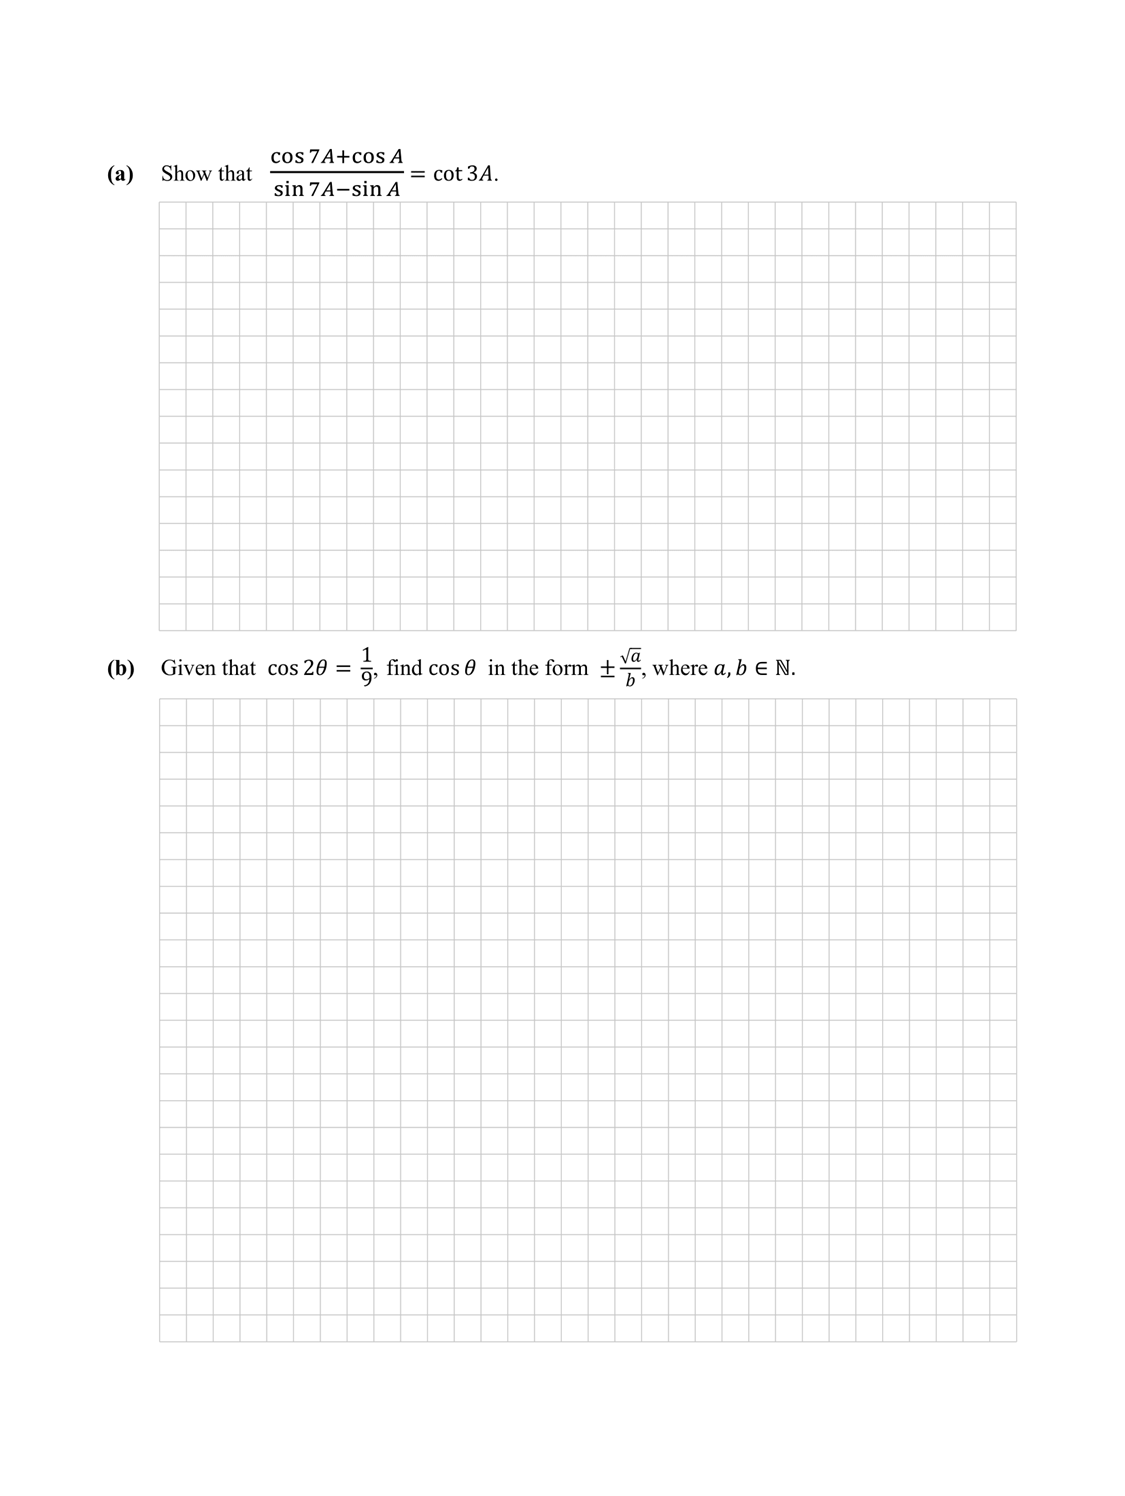 (a) Show that $\frac{\cos 7A+\cos A}{\sin 7A-\sin A} = \cot 3A.$
(b) Given that $\cos 2\theta = \frac{1}{9}$, find $\cos \theta$ in the form $\pm\frac{\sqrt{a}}{b}$, where $a, b \in \mathbb{N}$.